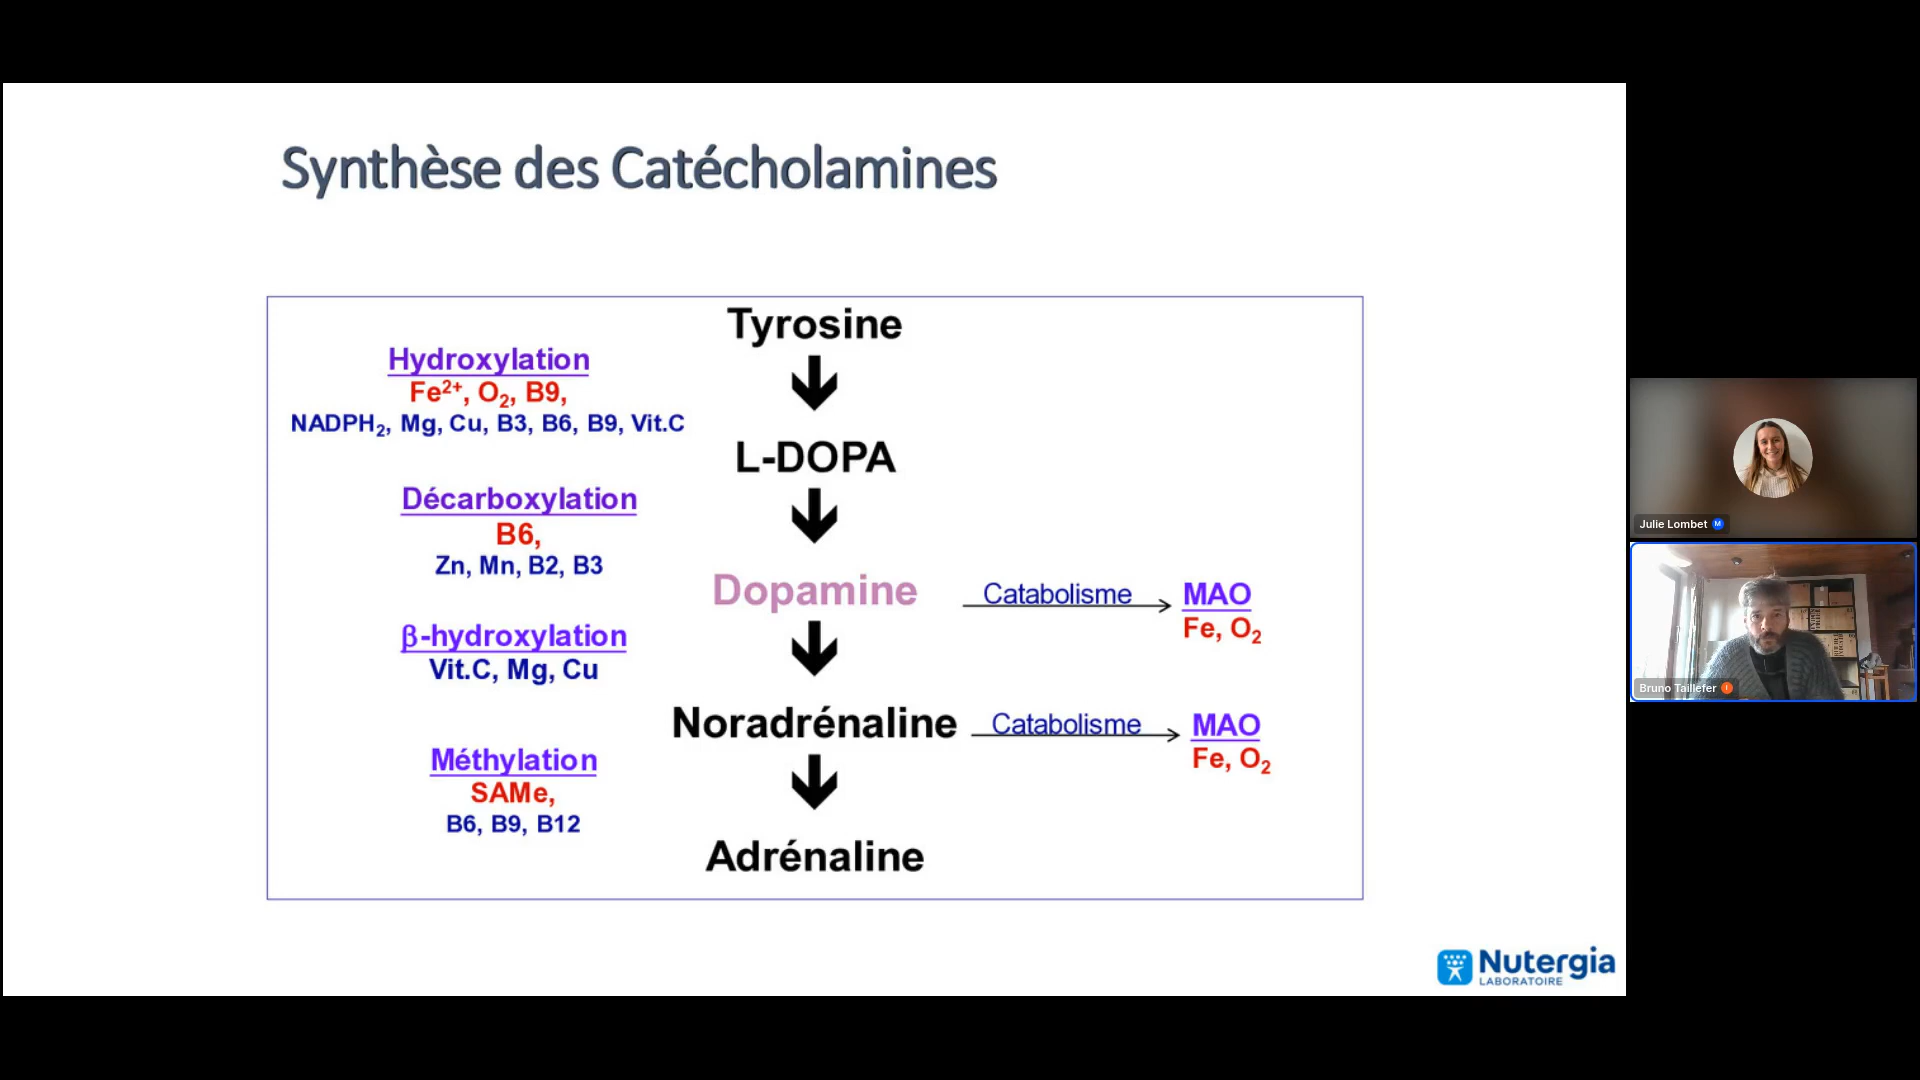 Synthèse des Catécholamines
Tyrosine
Hydroxylation
Fe²⁺, O₂, B9,
NADPH₂, Mg, Cu, B3, B6, B9, Vit.C
L-DOPA
Décarboxylation
B6,
Zn, Mn, B2, B3
Dopamine
Catabolisme
MAO
Fe, O₂
β-hydroxylation
Vit.C, Mg, Cu
Noradrénaline
Catabolisme
MAO
Fe, O₂
Méthylation
SAMe,
B6, B9, B12
Adrénaline
Nutergia
LABORATOIRE
Julie Lombet M
Bruno Taillefer I